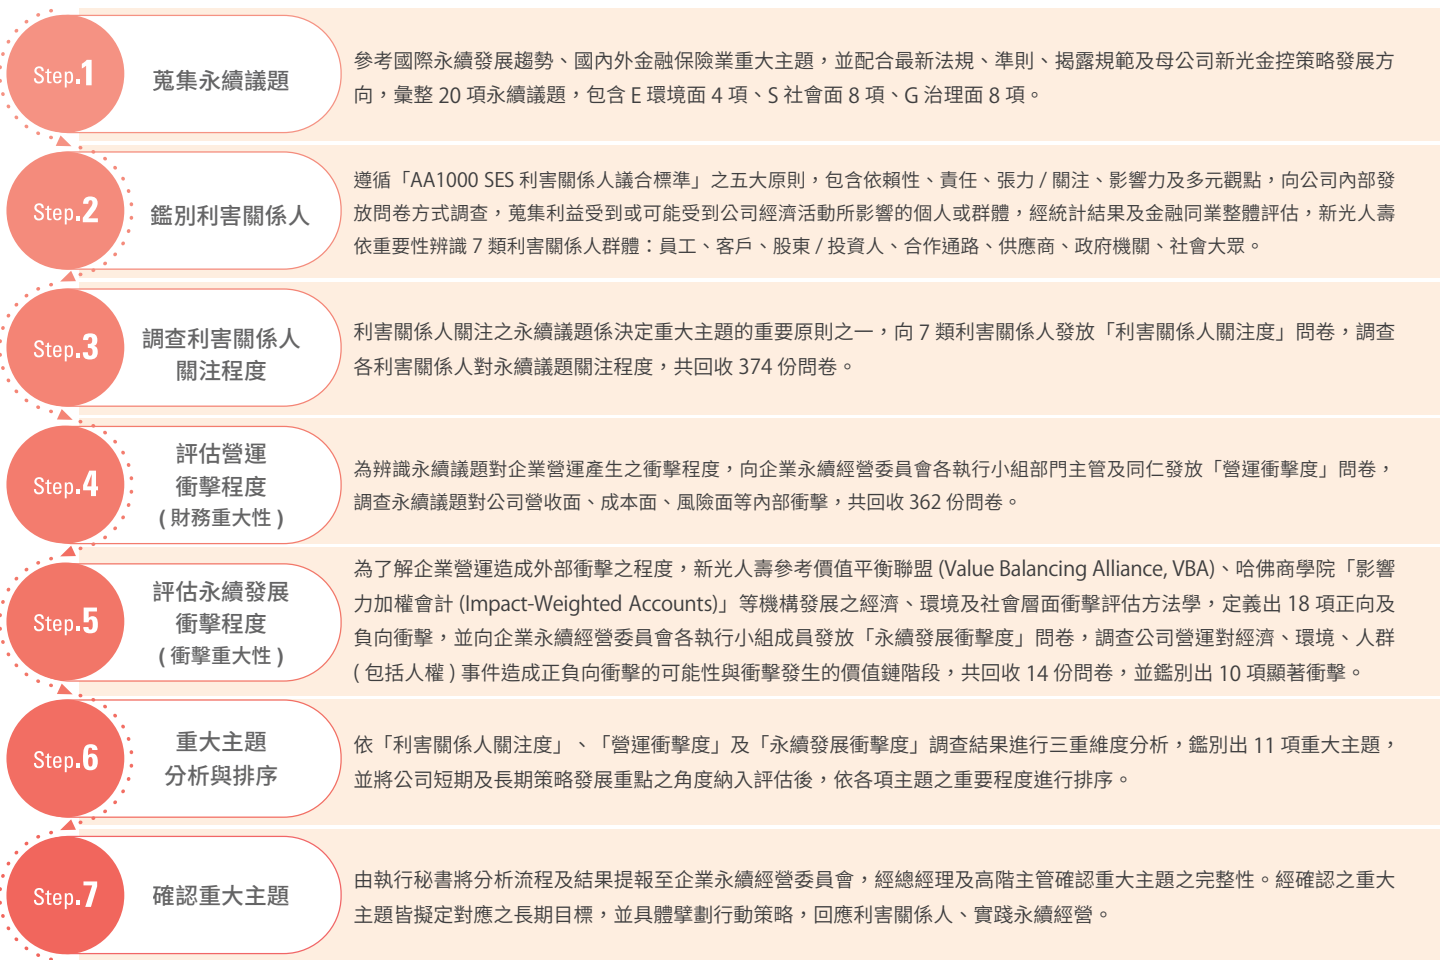 Step.1
蒐集永續議題
參考國際永續發展趨勢、國內外金融保險業重大主題，並配合最新法規、準則、揭露規範及母公司新光金控策略發展方
向，彙整 20 項永續議題，包含 E 環境面 4 項、S 社會面 8 項、G 治理面 8 項。
Step.2
鑑別利害關係人
遵循「AA1000 SES 利害關係人議合標準」之五大原則，包含依賴性、責任、張力 / 關注、影響力及多元觀點，向公司內部發
放問卷方式調查，蒐集利益受到或可能受到公司經濟活動所影響的個人或群體，經統計結果及金融同業整體評估，新光人壽
依重要性辨識 7 類利害關係人群體：員工、客戶、股東 / 投資人、合作通路、供應商、政府機關、社會大眾。
Step.3
調查利害關係人
關注程度
利害關係人關注之永續議題係決定重大主題的重要原則之一，向 7 類利害關係人發放「利害關係人關注度」問卷，調查
各利害關係人對永續議題關注程度，共回收 374 份問卷。
Step.4
評估營運
衝擊程度
( 財務重大性 )
為辨識永續議題對企業營運產生之衝擊程度，向企業永續經營委員會各執行小組部門主管及同仁發放「營運衝擊度」問卷，
調查永續議題對公司營收面、成本面、風險面等內部衝擊，共回收 362 份問卷。
Step.5
評估永續發展
衝擊程度
( 衝擊重大性 )
為了解企業營運造成外部衝擊之程度，新光人壽參考價值平衡聯盟 (Value Balancing Alliance, VBA)、哈佛商學院「影響
力加權會計 (Impact-Weighted Accounts)」等機構發展之經濟、環境及社會層面衝擊評估方法學，定義出 18 項正向及
負向衝擊，並向企業永續經營委員會各執行小組成員發放「永續發展衝擊度」問卷，調查公司營運對經濟、環境、人群
( 包括人權 ) 事件造成正負向衝擊的可能性與衝擊發生的價值鏈階段，共回收 14 份問卷，並鑑別出 10 項顯著衝擊。
Step.6
重大主題
分析與排序
依「利害關係人關注度」、「營運衝擊度」及「永續發展衝擊度」調查結果進行三重維度分析，鑑別出 11 項重大主題，
並將公司短期及長期策略發展重點之角度納入評估後，依各項主題之重要程度進行排序。
Step.7
確認重大主題
由執行秘書將分析流程及結果提報至企業永續經營委員會，經總經理及高階主管確認重大主題之完整性。經確認之重大
主題皆擬定對應之長期目標，並具體擘劃行動策略，回應利害關係人、實踐永續經營。